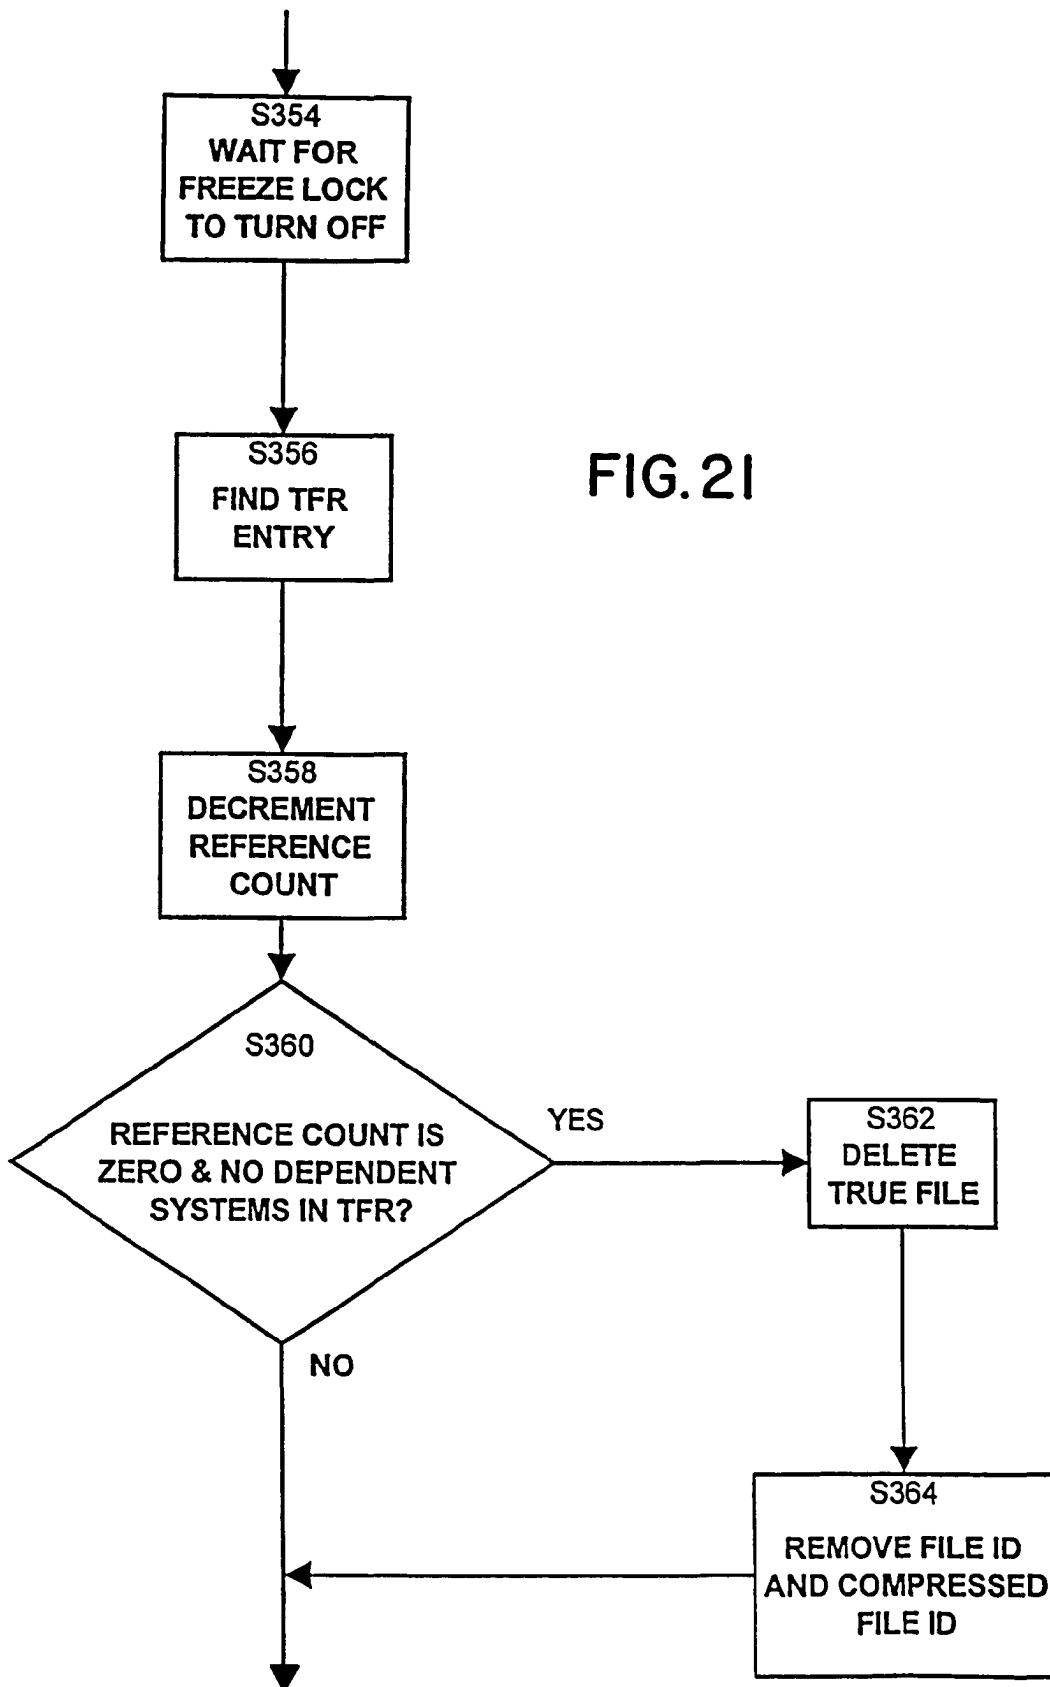 S354
WAIT FOR
FREEZE LOCK
TO TURN OFF
S356
FIND TFR
ENTRY
FIG. 21
S358
DECREMENT
REFERENCE
COUNT
S360
REFERENCE COUNT IS
ZERO & NO DEPENDENT
SYSTEMS IN TFR?
YES
S362
DELETE
TRUE FILE
NO
S364
REMOVE FILE ID
AND COMPRESSED
FILE ID